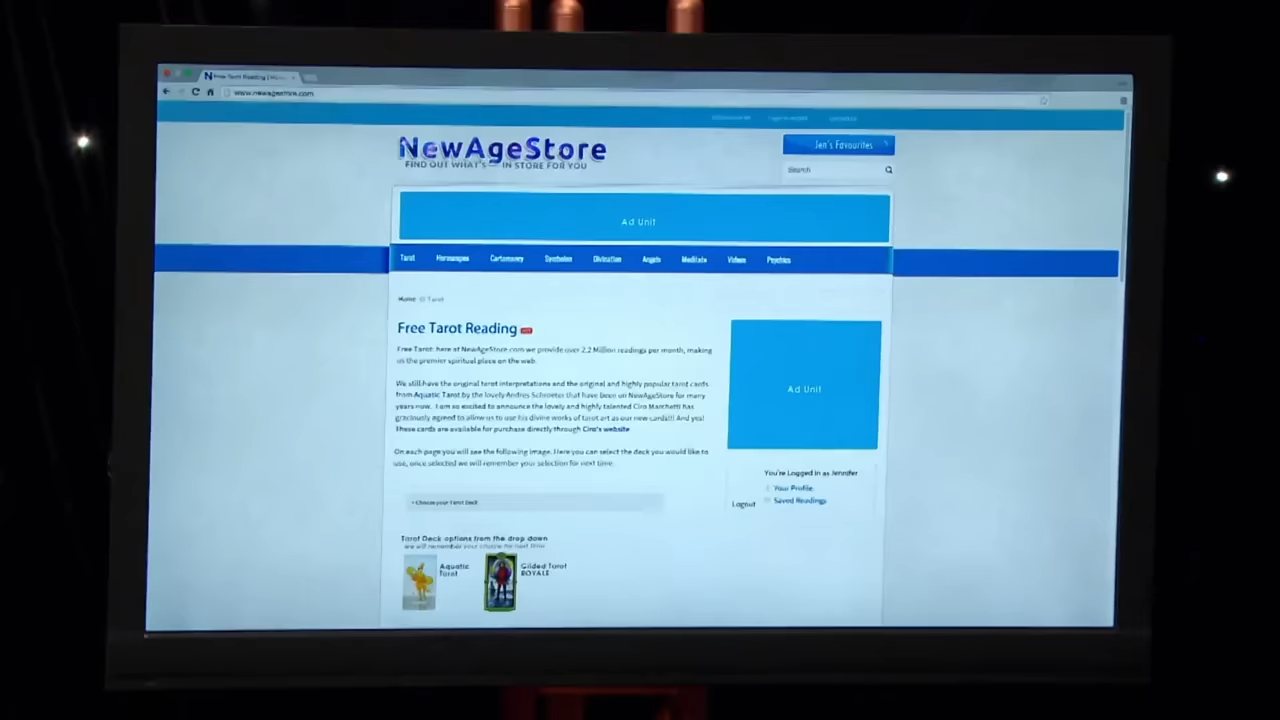 Free Tarot Reading |
www.newagestore.com
NewAgeStore
FIND OUT WHAT'S IN STORE FOR YOU
Jen's Favourites
Search
Ad Unit
Tarot Horoscopes Cartomancy Symbolon Divination Angels Meditate Videos Psychics
Home Tarot
Free Tarot Reading
Free Tarot: here at NewAgeStore.com we provide over 2.2 Million readings per month, making
us the premier spiritual place on the web.
We still have the original tarot interpretations and the original and highly popular tarot cards
from Aquatic Tarot by the lovely Andres Schroeter that have been on NewAgeStore for many
years now. I am so excited to announce the lovely and highly talented Ciro Marchetti has
graciously agreed to allow us to use his divine works of tarot art as our new cards!!! And yes!
These cards are available for purchase directly through Ciro's website
On each page you will see the following image. Here you can select the deck you would like to
use, once selected we will remember your selection for next time.
Ad Unit
You're Logged in as Jennifer
Your Profile
Logout
Saved Readings
Choose your Tarot Deck
Tarot Deck options from the drop down
we will remember your choice for next time
Aquatic
Tarot
Gilded Tarot
ROYALE